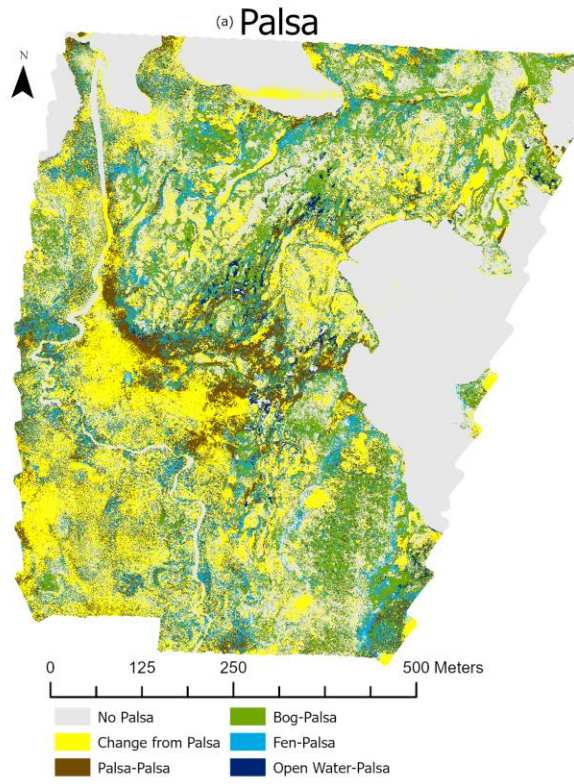 (a) Palsa
N
0 125 250 500 Meters
No Palsa Bog-Palsa
Change from Palsa Fen-Palsa
Palsa-Palsa Open Water-Palsa